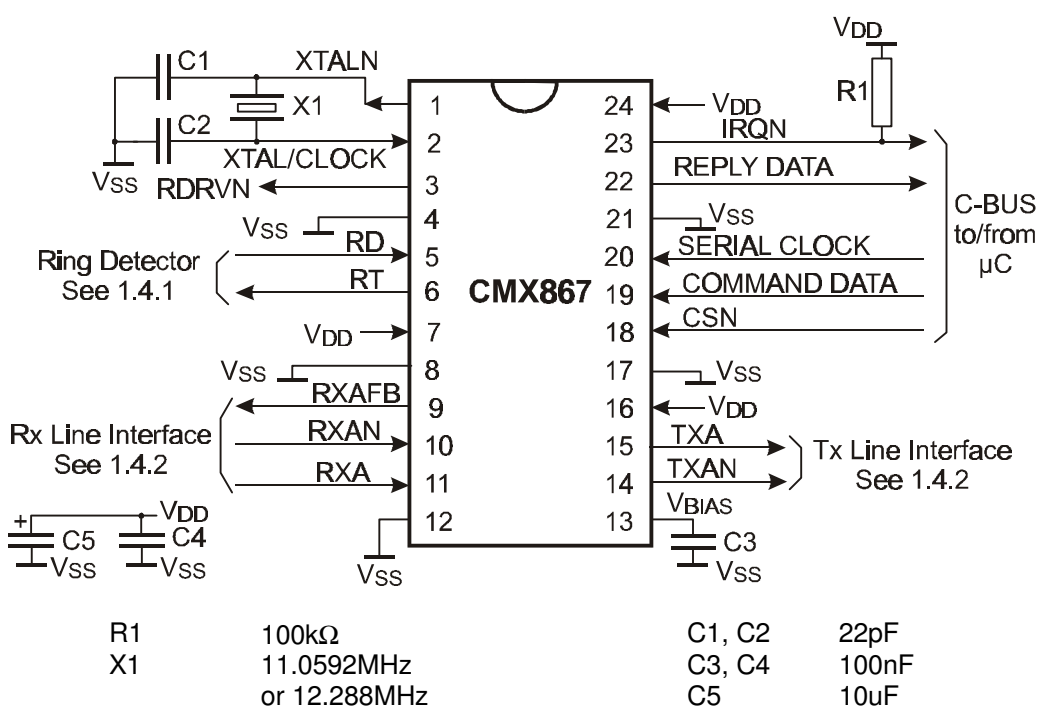 VDD
C1
XTALN
X1
R1
C2
XTAL/CLOCK
VSS
RDRVN
VSS
RD
Ring Detector
See 1.4.1
RT
VDD
VSS
RXAFB
Rx Line Interface
See 1.4.2
RXAN
RXA
+
VDD
C5
C4
VSS
VSS
VSS
1
2
3
4
5
6
7
8
9
10
11
12
CMX867
24
23
22
21
20
19
18
17
16
15
14
13
VDD
IRQN
REPLY DATA
VSS
SERIAL CLOCK
COMMAND DATA
CSN
C-BUS
to/from
µC
VSS
VDD
TXA
TXAN
Tx Line Interface
See 1.4.2
VBIAS
C3
VSS
R1 100kΩ C1, C2 22pF
X1 11.0592MHz C3, C4 100nF
or 12.288MHz C5 10uF